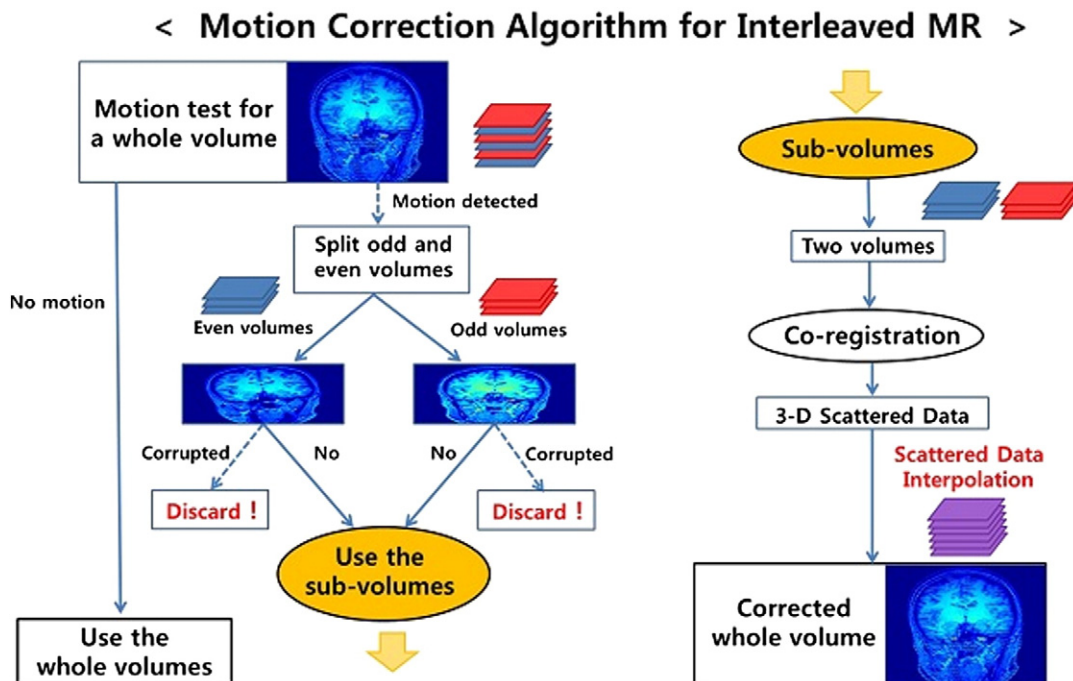 < Motion Correction Algorithm for Interleaved MR >
Motion test for
a whole volume
Motion detected
Split odd and
even volumes
No motion
Even volumes
Odd volumes
Corrupted
No
No
Corrupted
Discard !
Discard !
Use the
sub-volumes
Use the
whole volumes
Sub-volumes
Two volumes
Co-registration
3-D Scattered Data
Scattered Data
Interpolation
Corrected
whole volume